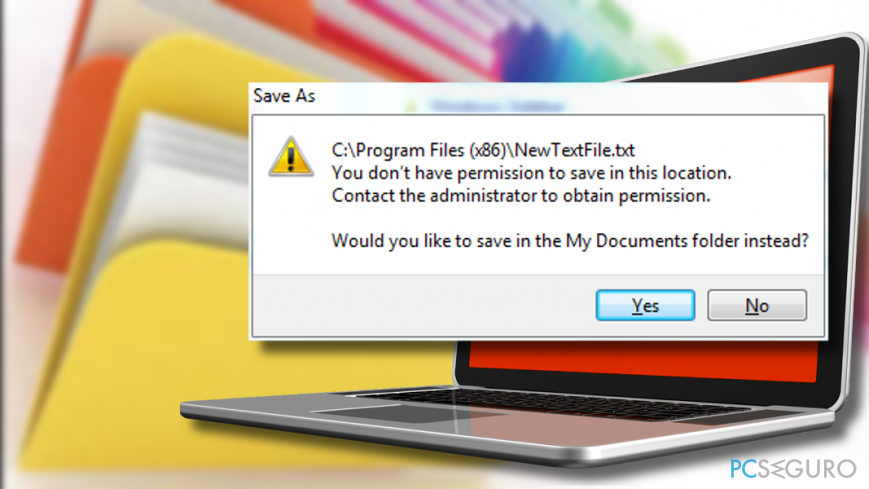 Save As
C:\Program Files (x86)\NewTextFile.txt
You don't have permission to save in this location.
Contact the administrator to obtain permission.
Would you like to save in the My Documents folder instead?
Yes
No
PCSEGURO